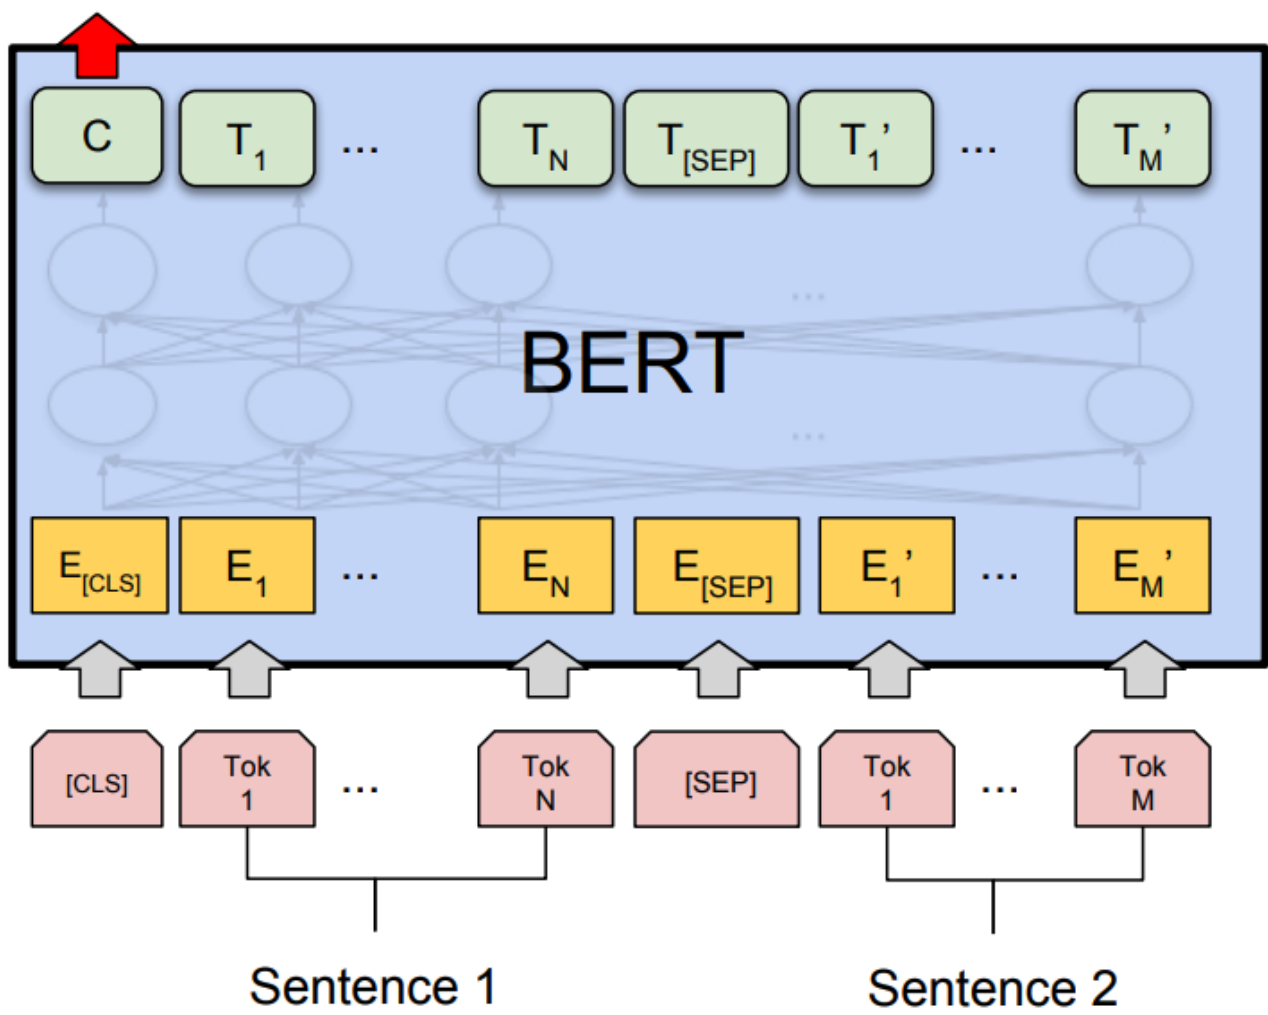 C T1 ... TN T[SEP] T1’ ... TM’
...
BERT
...
E[CLS] E1 ... EN E[SEP] E1’ ... EM’
[CLS] Tok 1 ... Tok N [SEP] Tok 1 ... Tok M
Sentence 1 Sentence 2